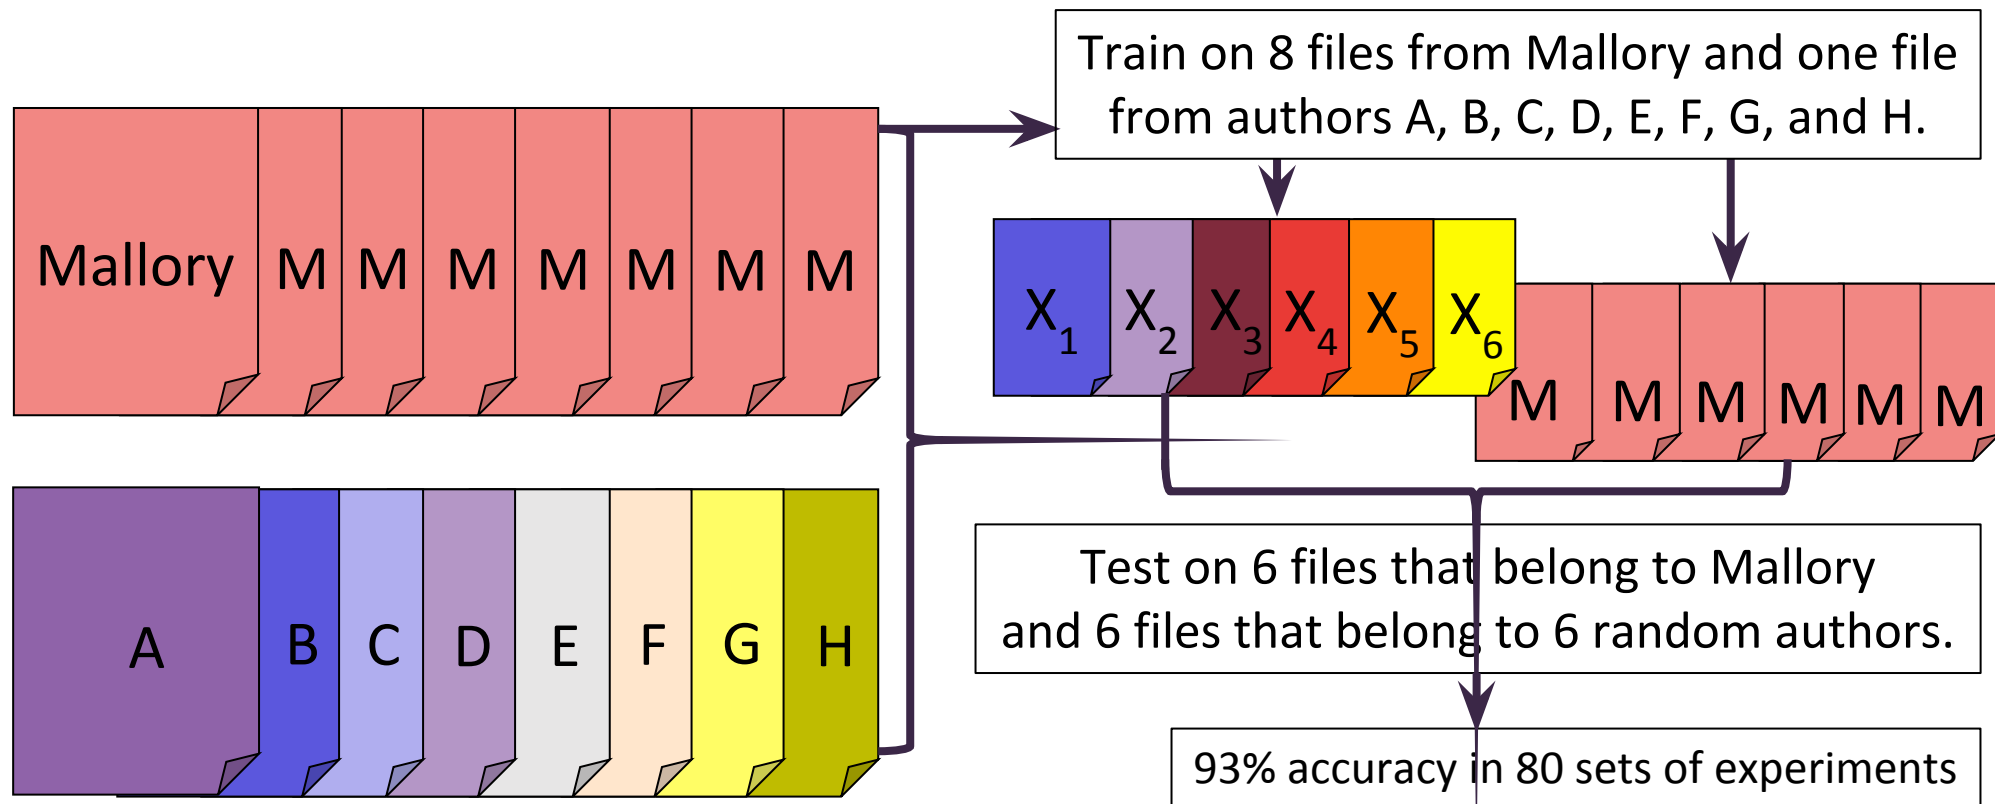 Train on 8 files from Mallory and one file
from authors A, B, C, D, E, F, G, and H.
Mallory M M M M M M M
X1 X2 X3 X4 X5 X6
M M M M M M
A B C D E F G H
Test on 6 files that belong to Mallory
and 6 files that belong to 6 random authors.
93% accuracy in 80 sets of experiments